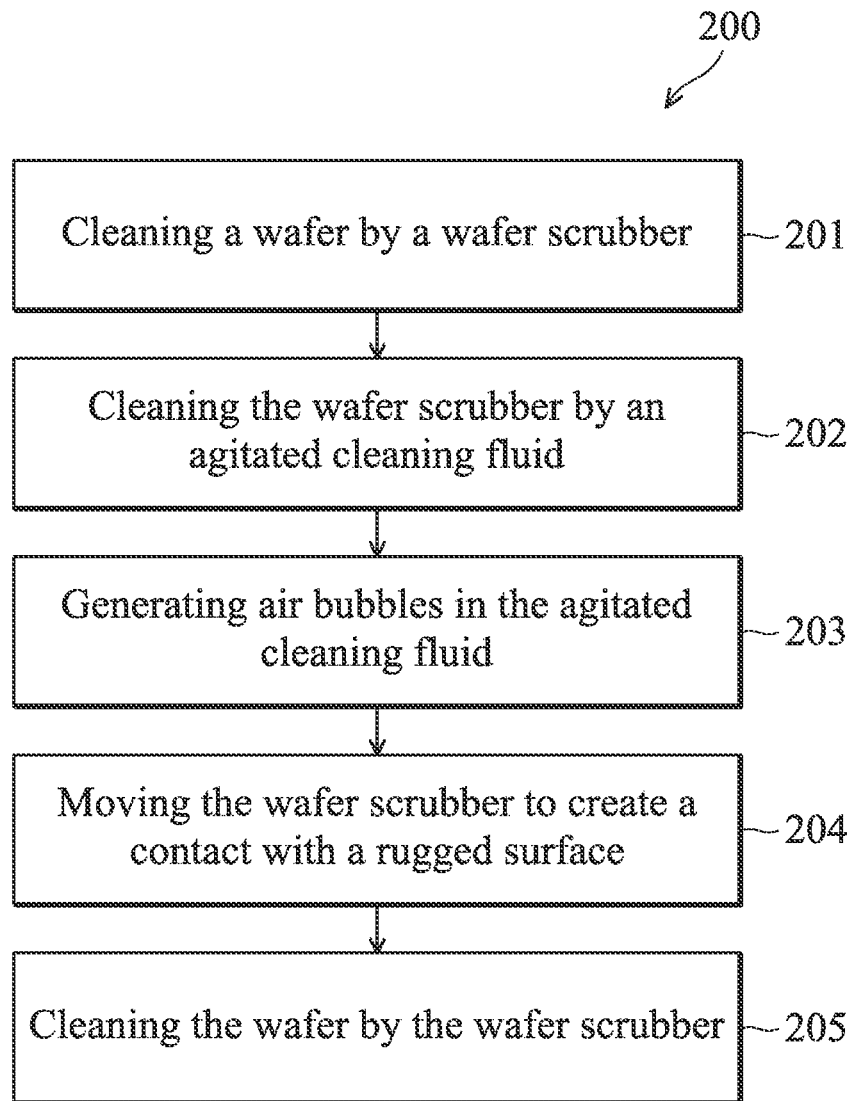 200
Cleaning a wafer by a wafer scrubber
201
Cleaning the wafer scrubber by an
agitated cleaning fluid
202
Generating air bubbles in the agitated
cleaning fluid
203
Moving the wafer scrubber to create a
contact with a rugged surface
204
Cleaning the wafer by the wafer scrubber
205